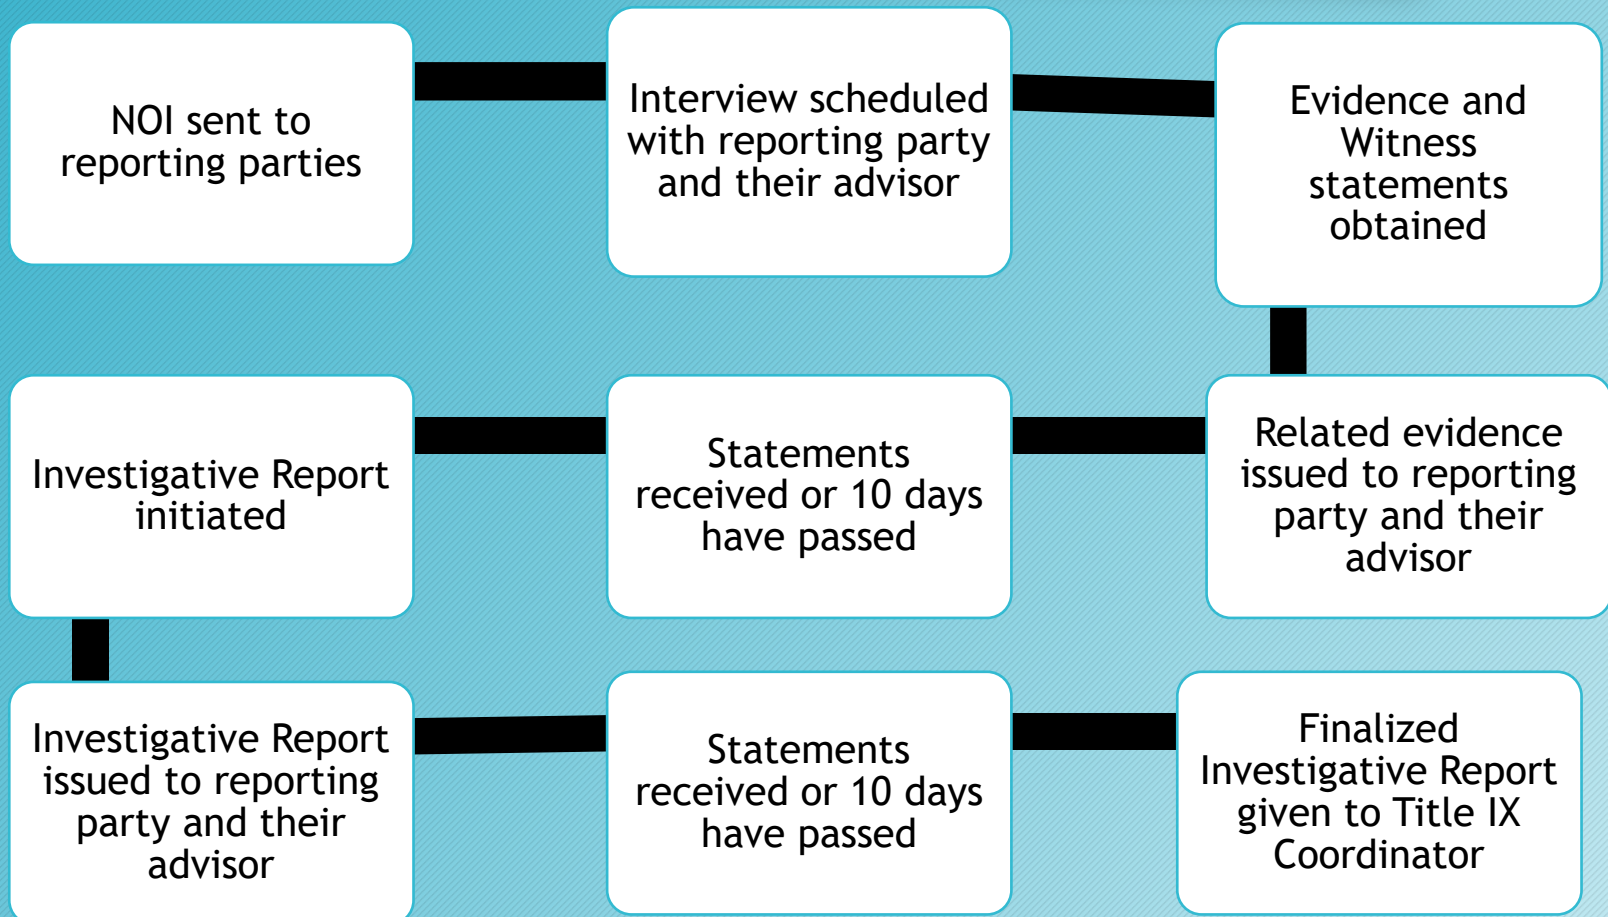 NOI sent to
reporting parties
Interview scheduled
with reporting party
and their advisor
Evidence and
Witness
statements
obtained
Related evidence
issued to reporting
party and their
advisor
Statements
received or 10 days
have passed
Investigative Report
initiated
Investigative Report
issued to reporting
party and their
advisor
Statements
received or 10 days
have passed
Finalized
Investigative Report
given to Title IX
Coordinator